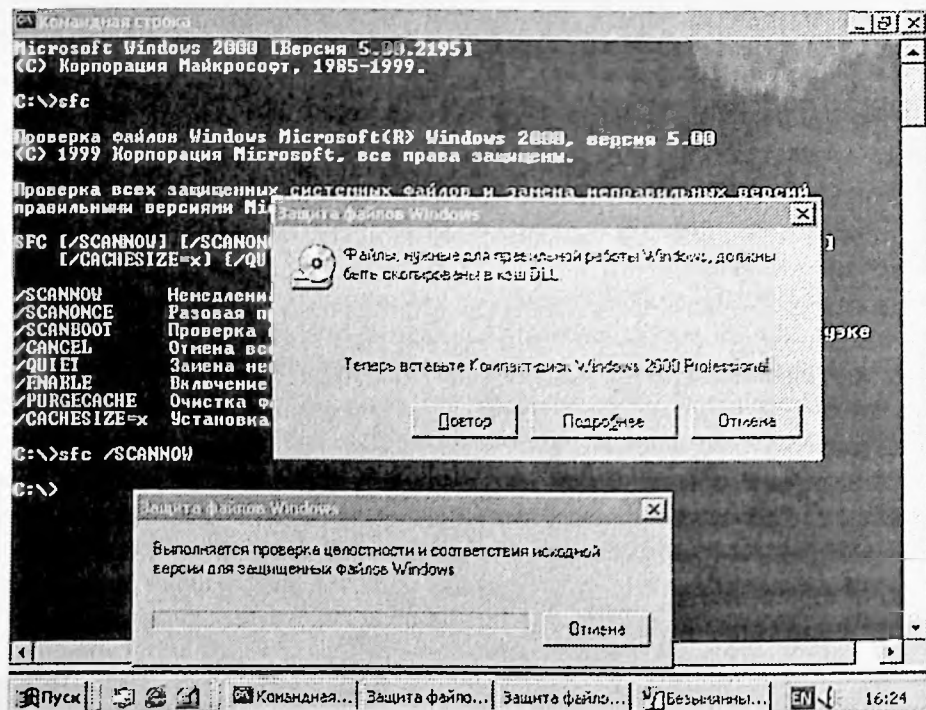 Командная строка
Microsoft Windows 2000 [Версия 5.00.2195]
(C) Корпорация Майкрософт, 1985-1999.
C:\>sfc
Проверка файлов Windows Microsoft(R) Windows 2000, версия 5.00
(C) 1999 Корпорация Microsoft, все права защищены.
Проверка всех защищенных системных файлов и замена неправильных версий
правильными версиями Mi
SFC [/SCANNOW] [/SCANONC
[/CACHESIZE=x] [/QU
/SCANNOW Немедленна
/SCANONCE Разовая п
/SCANBOOT Проверка
/CANCEL Отмена все
/QUIET Замена не
/ENABLE Включение
/PURGECACHE Очистка ф
/CACHESIZE=x Установка
C:\>sfc /SCANNOW
C:\>
Защита файлов Windows
Файлы, нужные для правильной работы Windows, должны
быть скопированы в кэш DLL.
Теперь вставьте Компакт-диск Windows 2000 Professional
Повтор Подробнее Отмена
Защита файлов Windows
Выполняется проверка целостности и соответствия исходной
версии для защищенных файлов Windows
Отмена
Пуск Командная... Защита файло... Защита файло... Безымянны... EN 16:24